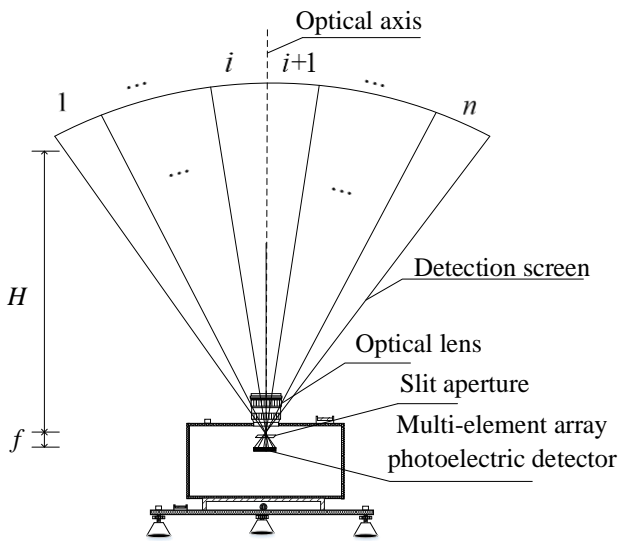 Optical axis
... i i+1 ...
1 n
... ...
Detection screen
H
Optical lens
Slit aperture
Multi-element array
f
photoelectric detector